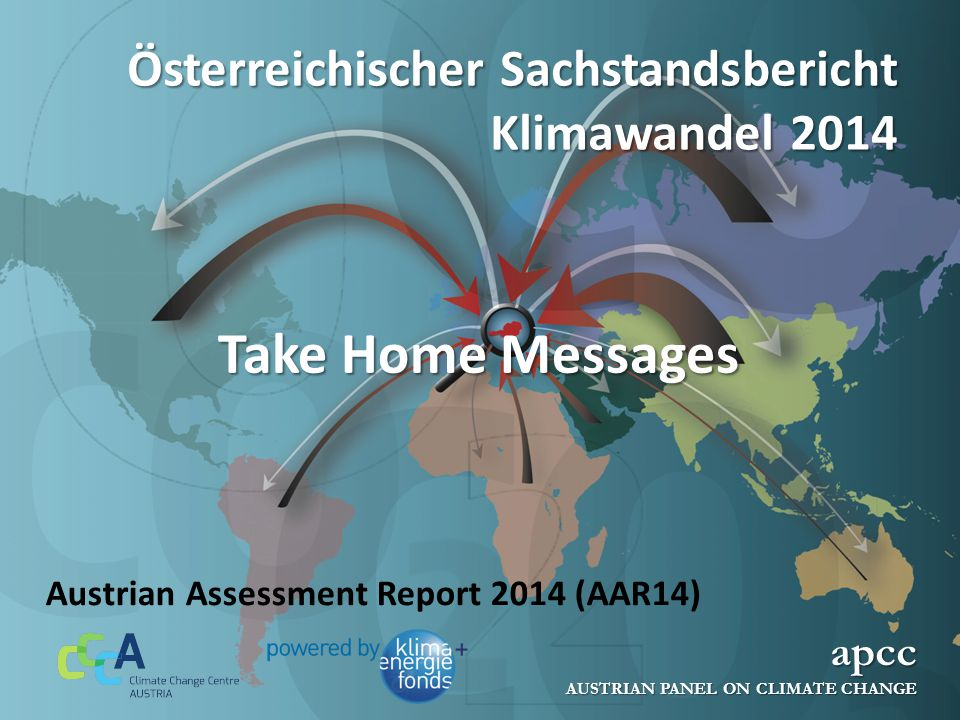 Österreichischer Sachstandsbericht
Klimawandel 2014
Take Home Messages
Austrian Assessment Report 2014 (AAR14)
CCCA
Climate Change Centre
AUSTRIA
powered by
klima+
energie
fonds
apcc
AUSTRIAN PANEL ON CLIMATE CHANGE